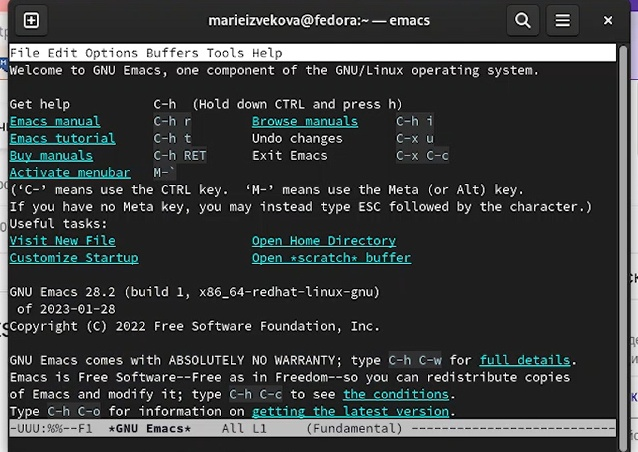 marieizvekova@fedora:~ — emacs
File Edit Options Buffers Tools Help
Welcome to GNU Emacs, one component of the GNU/Linux operating system.
Get help C-h (Hold down CTRL and press h)
Emacs manual C-h r Browse manuals C-h i
Emacs tutorial C-h t Undo changes C-x u
Buy manuals C-h RET Exit Emacs C-x C-c
Activate menubar M-`
(‘C-’ means use the CTRL key. ‘M-’ means use the Meta (or Alt) key.
If you have no Meta key, you may instead type ESC followed by the character.)
Useful tasks:
Visit New File Open Home Directory
Customize Startup Open *scratch* buffer
GNU Emacs 28.2 (build 1, x86_64-redhat-linux-gnu)
of 2023-01-28
Copyright (C) 2022 Free Software Foundation, Inc.
GNU Emacs comes with ABSOLUTELY NO WARRANTY; type C-h C-w for full details.
Emacs is Free Software--Free as in Freedom--so you can redistribute copies
of Emacs and modify it; type C-h C-c to see the conditions.
Type C-h C-o for information on getting the latest version.
-UUU:%%--F1 *GNU Emacs* All L1 (Fundamental) ---------------------------